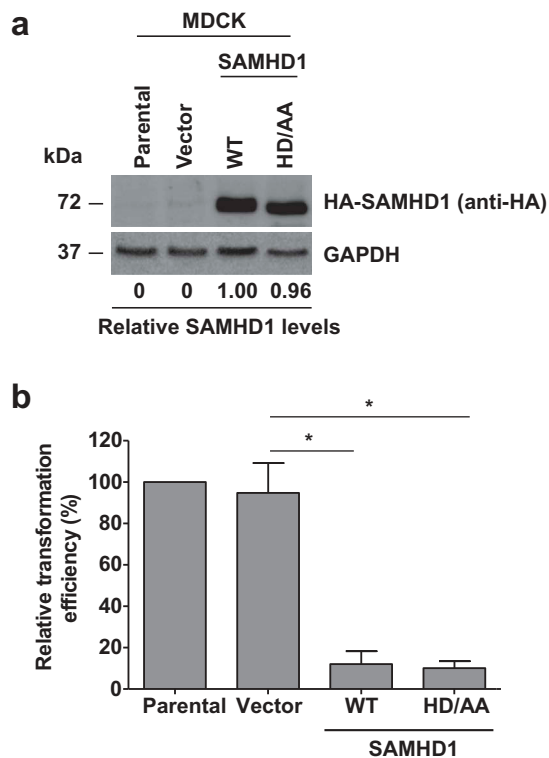 a
MDCK
SAMHD1
Parental
Vector
WT
HD/AA
kDa
72
HA-SAMHD1 (anti-HA)
37
GAPDH
0 0 1.00 0.96
Relative SAMHD1 levels
b
*
*
Relative transformation
efficiency (%)
120
100
80
60
40
20
0
Parental Vector WT HD/AA
SAMHD1